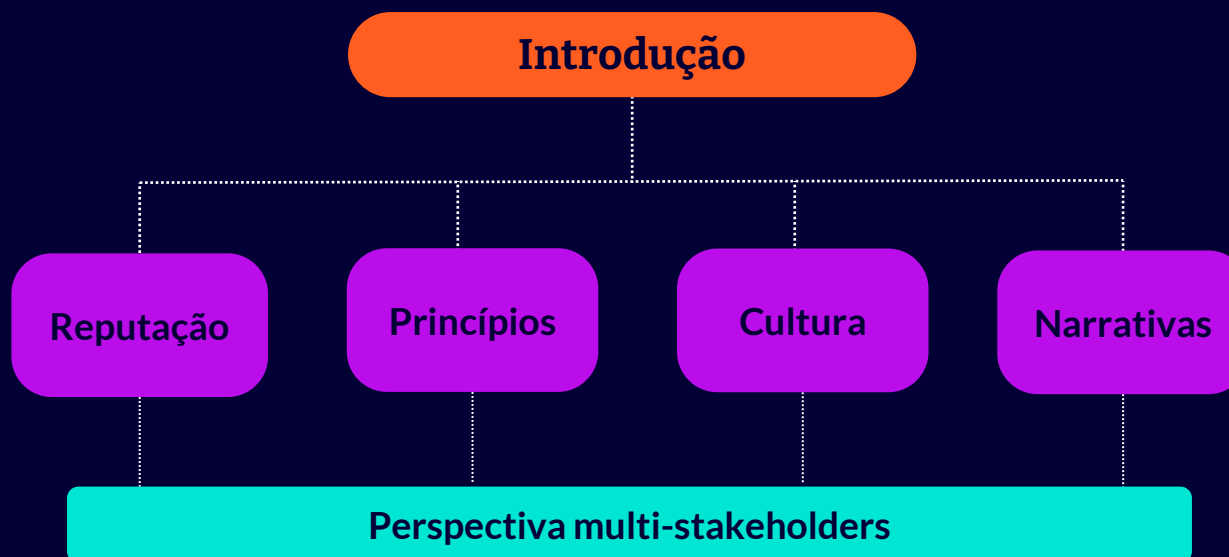 Introdução
Reputação
Princípios
Cultura
Narrativas
Perspectiva multi-stakeholders